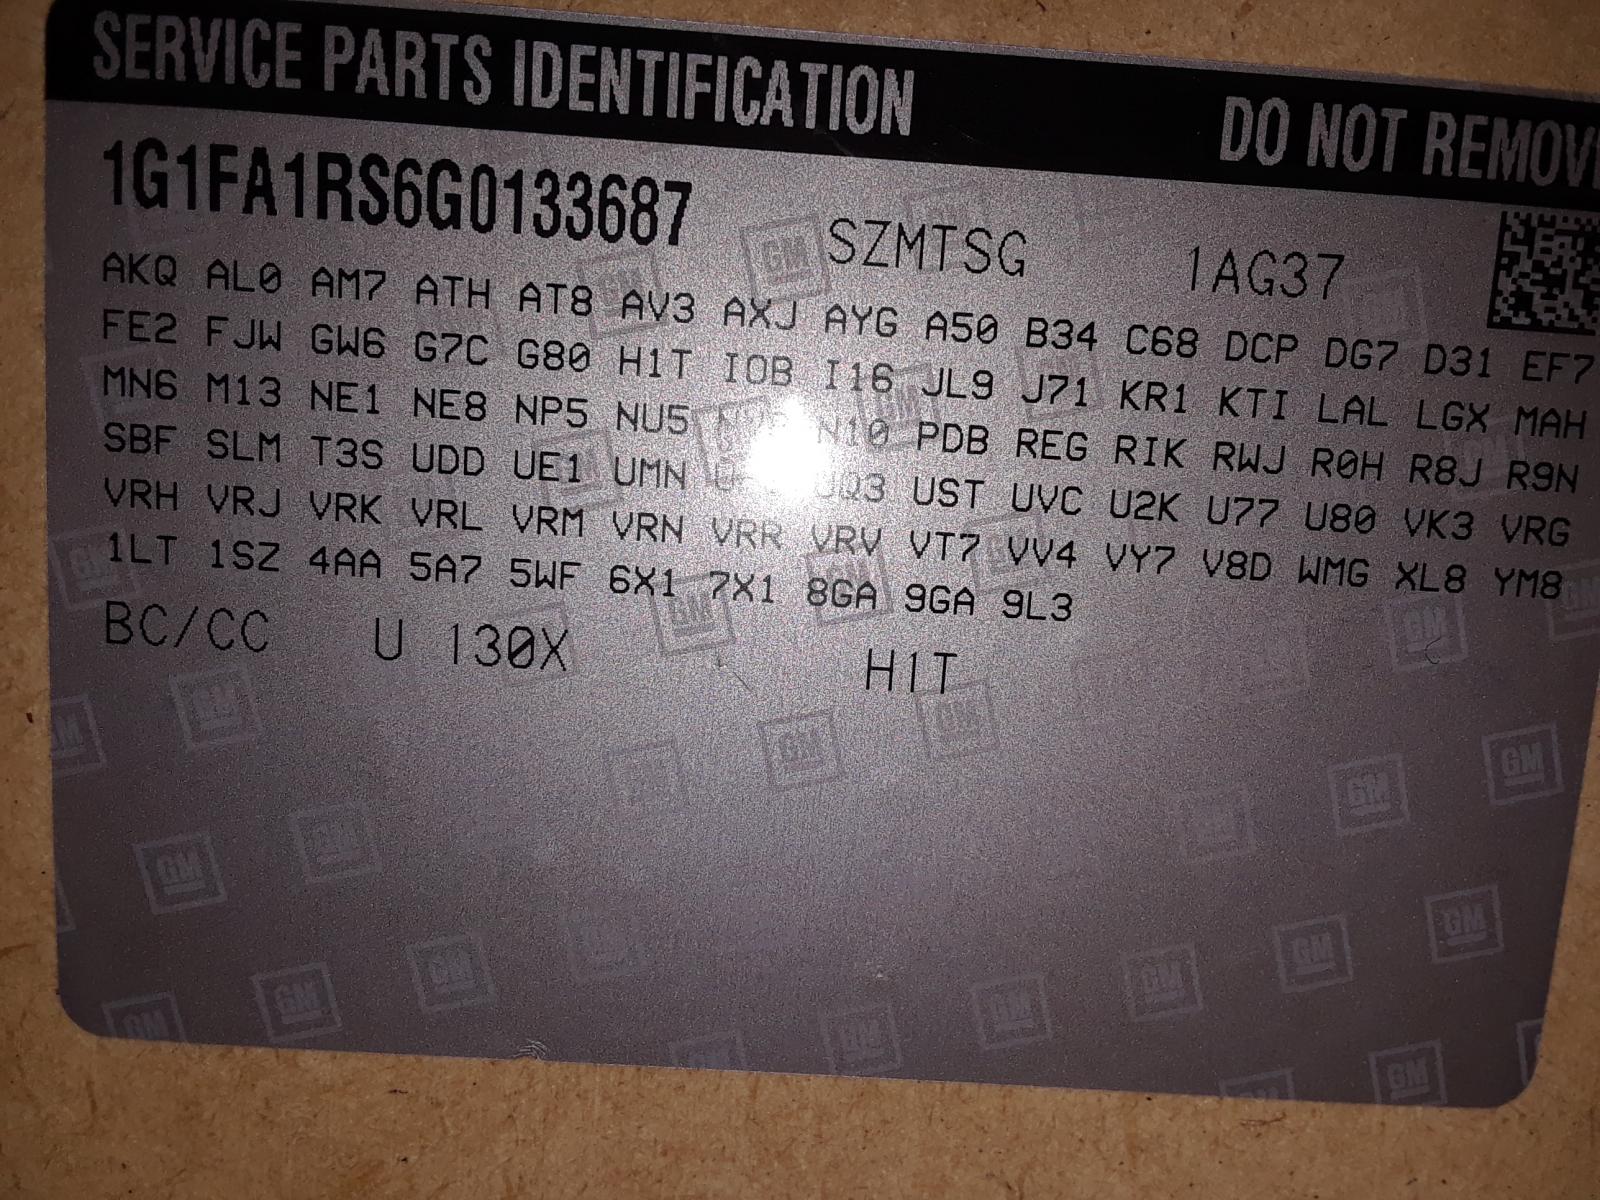 SERVICE PARTS IDENTIFICATION DO NOT REMOV
1G1FA1RS6G0133687 SZMTSG 1AG37
AKQ AL0 AM7 ATH AT8 AV3 AXJ AYG A50 B34 C68 DCP DG7 D31 EF7
FE2 FJW GW6 G7C G80 H1T IOB I16 JL9 J71 KR1 KTI LAL LGX MAH
MN6 M13 NE1 NE8 NP5 NU5 N10 PDB REG RIK RWJ R0H R8J R9N
SBF SLM T3S UDD UE1 UMN UQ3 UST UVC U2K U77 U80 VK3 VRG
VRH VRJ VRK VRL VRM VRN VRR VRV VT7 VV4 VY7 V8D WMG XL8 YM8
1LT 1SZ 4AA 5A7 5WF 6X1 7X1 8GA 9GA 9L3
BC/CC U 130X H1T